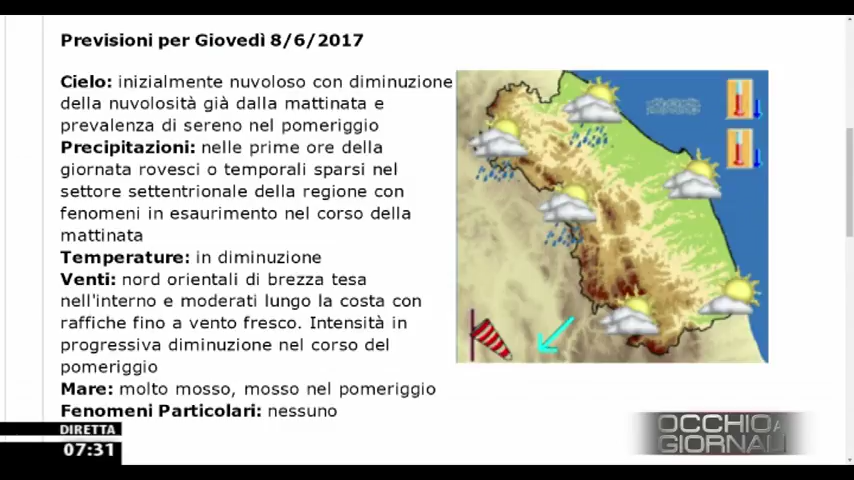 Previsioni per Giovedì 8/6/2017
Cielo: inizialmente nuvoloso con diminuzione
della nuvolosità già dalla mattinata e
prevalenza di sereno nel pomeriggio
Precipitazioni: nelle prime ore della
giornata rovesci o temporali sparsi nel
settore settentrionale della regione con
fenomeni in esaurimento nel corso della
mattinata
Temperature: in diminuzione
Venti: nord orientali di brezza tesa
nell'interno e moderati lungo la costa con
raffiche fino a vento fresco. Intensità in
progressiva diminuzione nel corso del
pomeriggio
Mare: molto mosso, mosso nel pomeriggio
Fenomeni Particolari: nessuno
DIRETTA
07:31
OCCHIO AI
GIORNALI